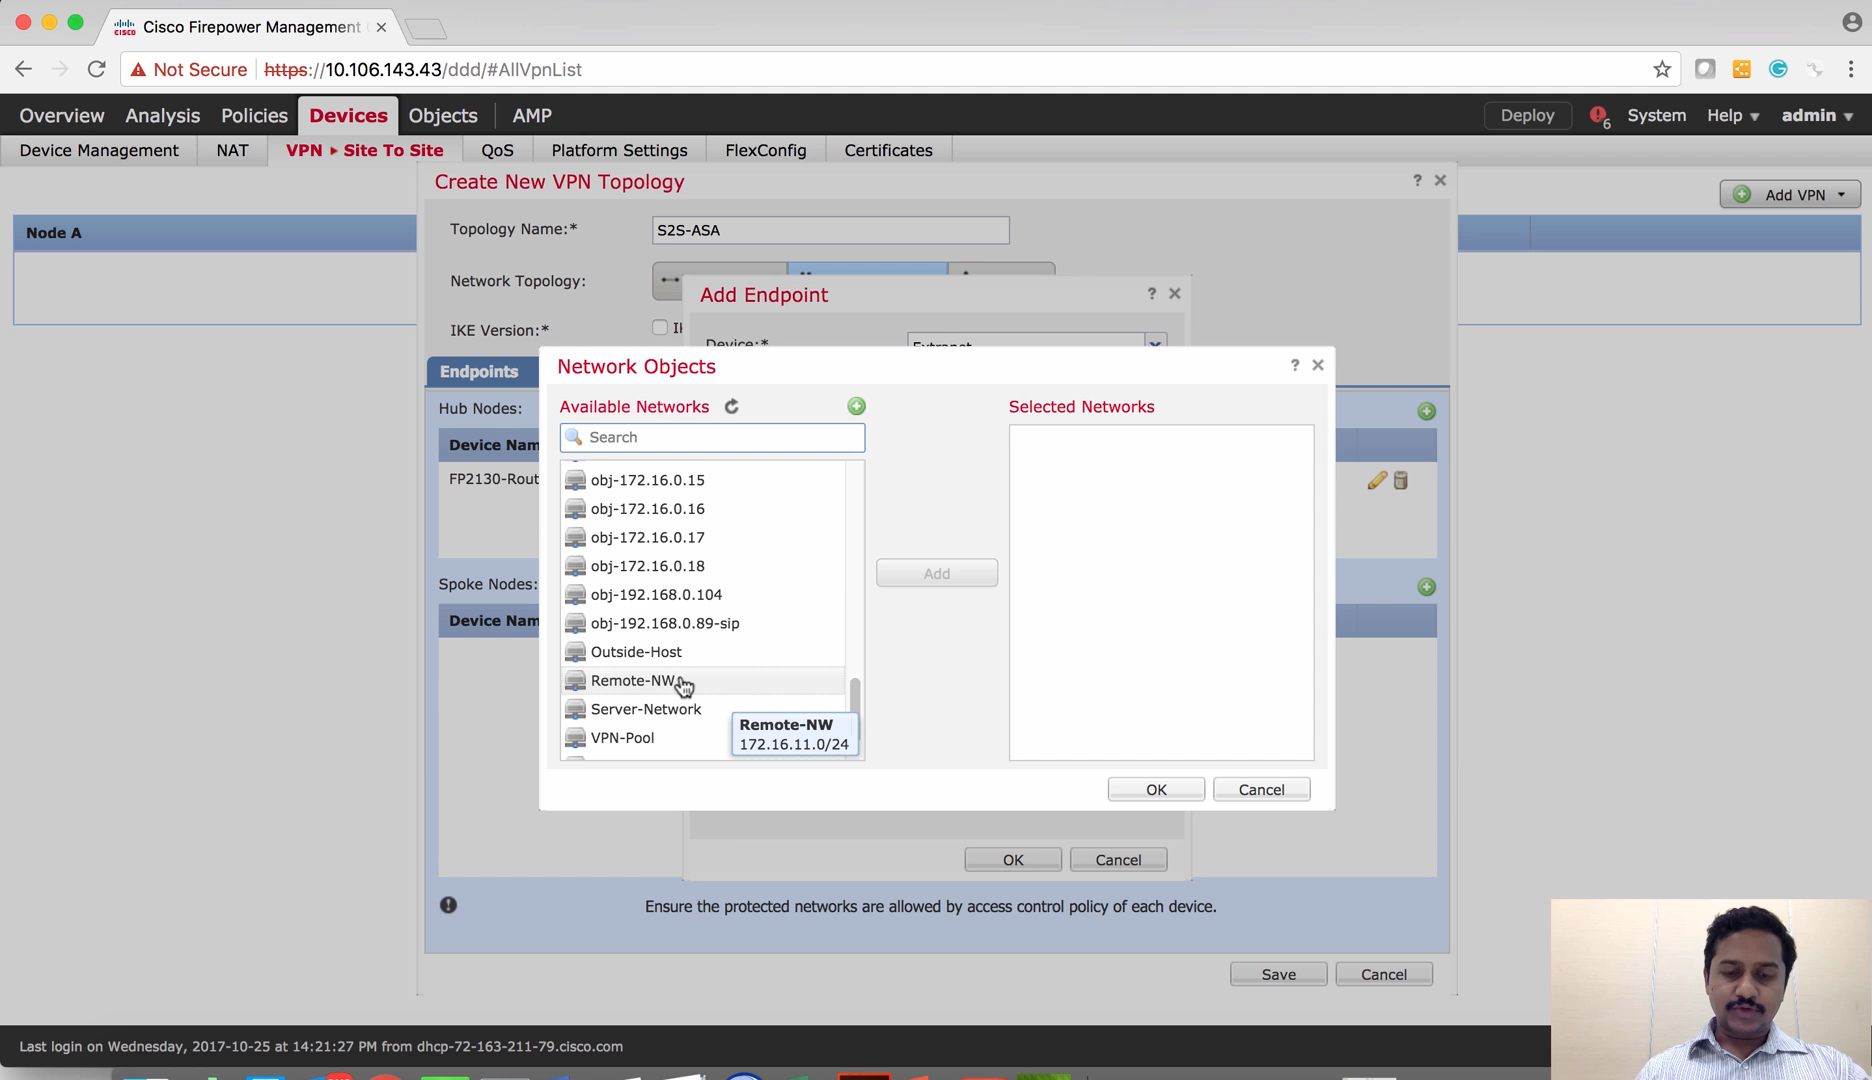 Cisco Firepower Management
Not Secure https://10.106.143.43/ddd/#AllVpnList
Overview Analysis Policies Devices Objects AMP Deploy 6 System Help admin
Device Management NAT VPN ▸ Site To Site QoS Platform Settings FlexConfig Certificates
Create New VPN Topology
Add VPN
Topology Name:* S2S-ASA
Node A
Network Topology:
Add Endpoint
IKE Version:*
Device:* Extranet
Network Objects
Endpoints
Available Networks
Selected Networks
Hub Nodes:
Search
Device Nam
FP2130-Rout
obj-172.16.0.15
obj-172.16.0.16
obj-172.16.0.17
obj-172.16.0.18
Add
Spoke Nodes:
obj-192.168.0.104
Device Nam
obj-192.168.0.89-sip
Outside-Host
Remote-NW
Server-Network
Remote-NW
172.16.11.0/24
VPN-Pool
OK Cancel
OK Cancel
Ensure the protected networks are allowed by access control policy of each device.
Save Cancel
Last login on Wednesday, 2017-10-25 at 14:21:27 PM from dhcp-72-163-211-79.cisco.com